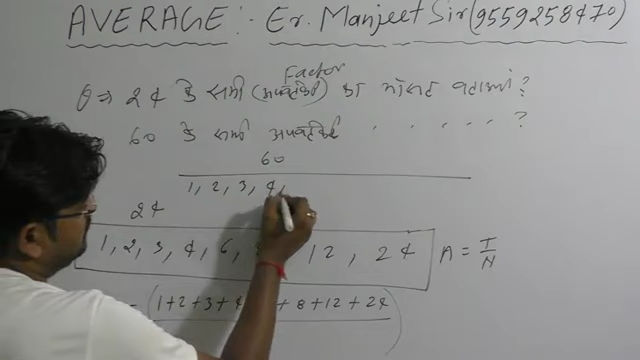 AVERAGE :- Er. Manjeet Sir (9559258470)
Factor
Q⇒ 24 के सभी (अपवर्तकों) का औसत बताओ ?
60 के सभी अपवर्तकों , , , , , ?
60
1, 2, 3, 4,
24
1, 2, 3, 4, 6, 12, 24 A = T/N
= (1+2+3+4 +8+12+24)